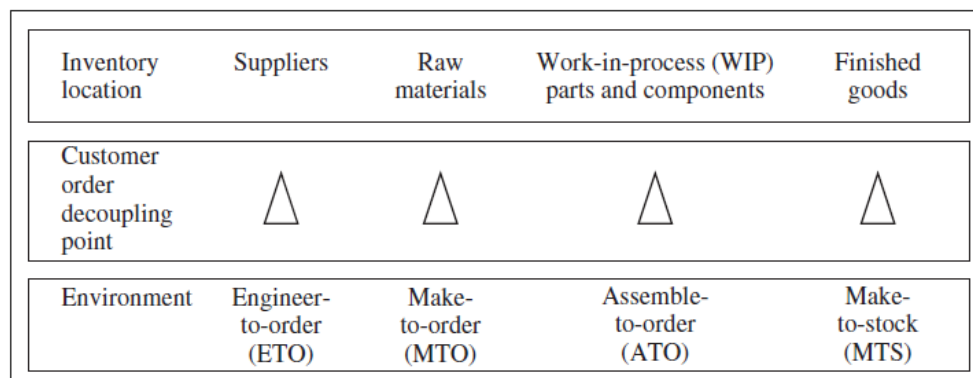 Inventory location
Suppliers
Raw materials
Work-in-process (WIP) parts and components
Finished goods
Customer order decoupling point
Environment
Engineer-to-order (ETO)
Make-to-order (MTO)
Assemble-to-order (ATO)
Make-to-stock (MTS)